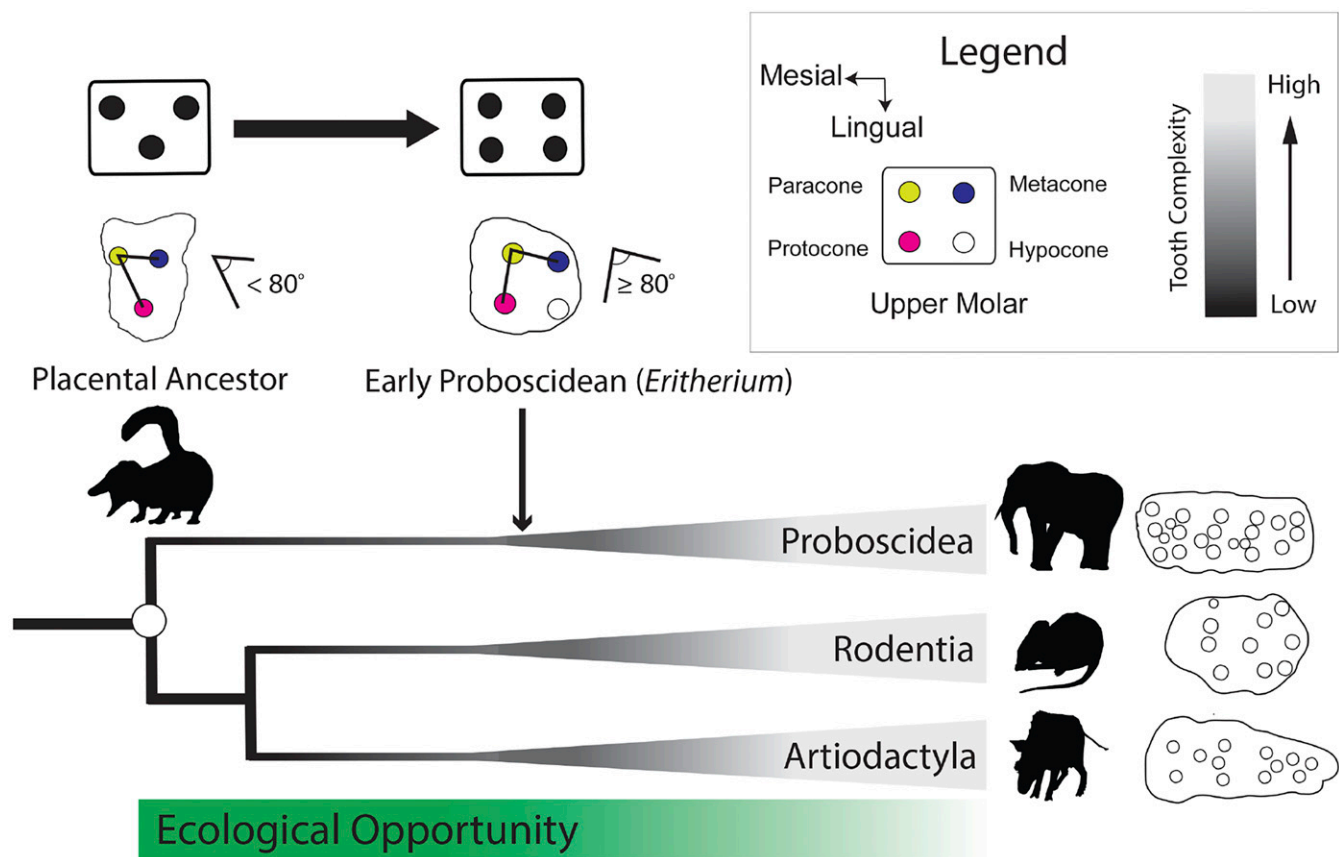 Legend
Mesial
Lingual
Paracone
Metacone
Protocone
Hypocone
Upper Molar
Tooth Complexity
High
Low
< 80°
≥ 80°
Placental Ancestor
Early Proboscidean (Eritherium)
Proboscidea
Rodentia
Artiodactyla
Ecological Opportunity